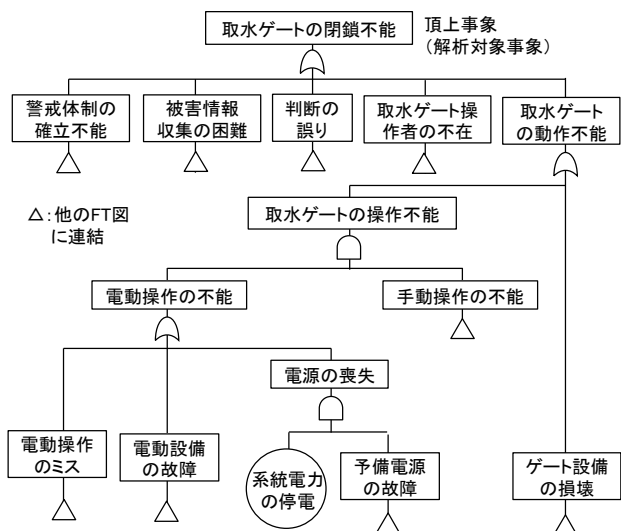 取水ゲートの閉鎖不能
頂上事象
(解析対象事象)
警戒体制の
確立不能
被害情報
収集の困難
判断の
誤り
取水ゲート操
作者の不在
取水ゲート
の動作不能
△:他のFT図
に連結
取水ゲートの操作不能
電動操作の不能
手動操作の不能
電源の喪失
電動操作
のミス
電動設備
の故障
系統電力
の停電
予備電源
の故障
ゲート設備
の損壊